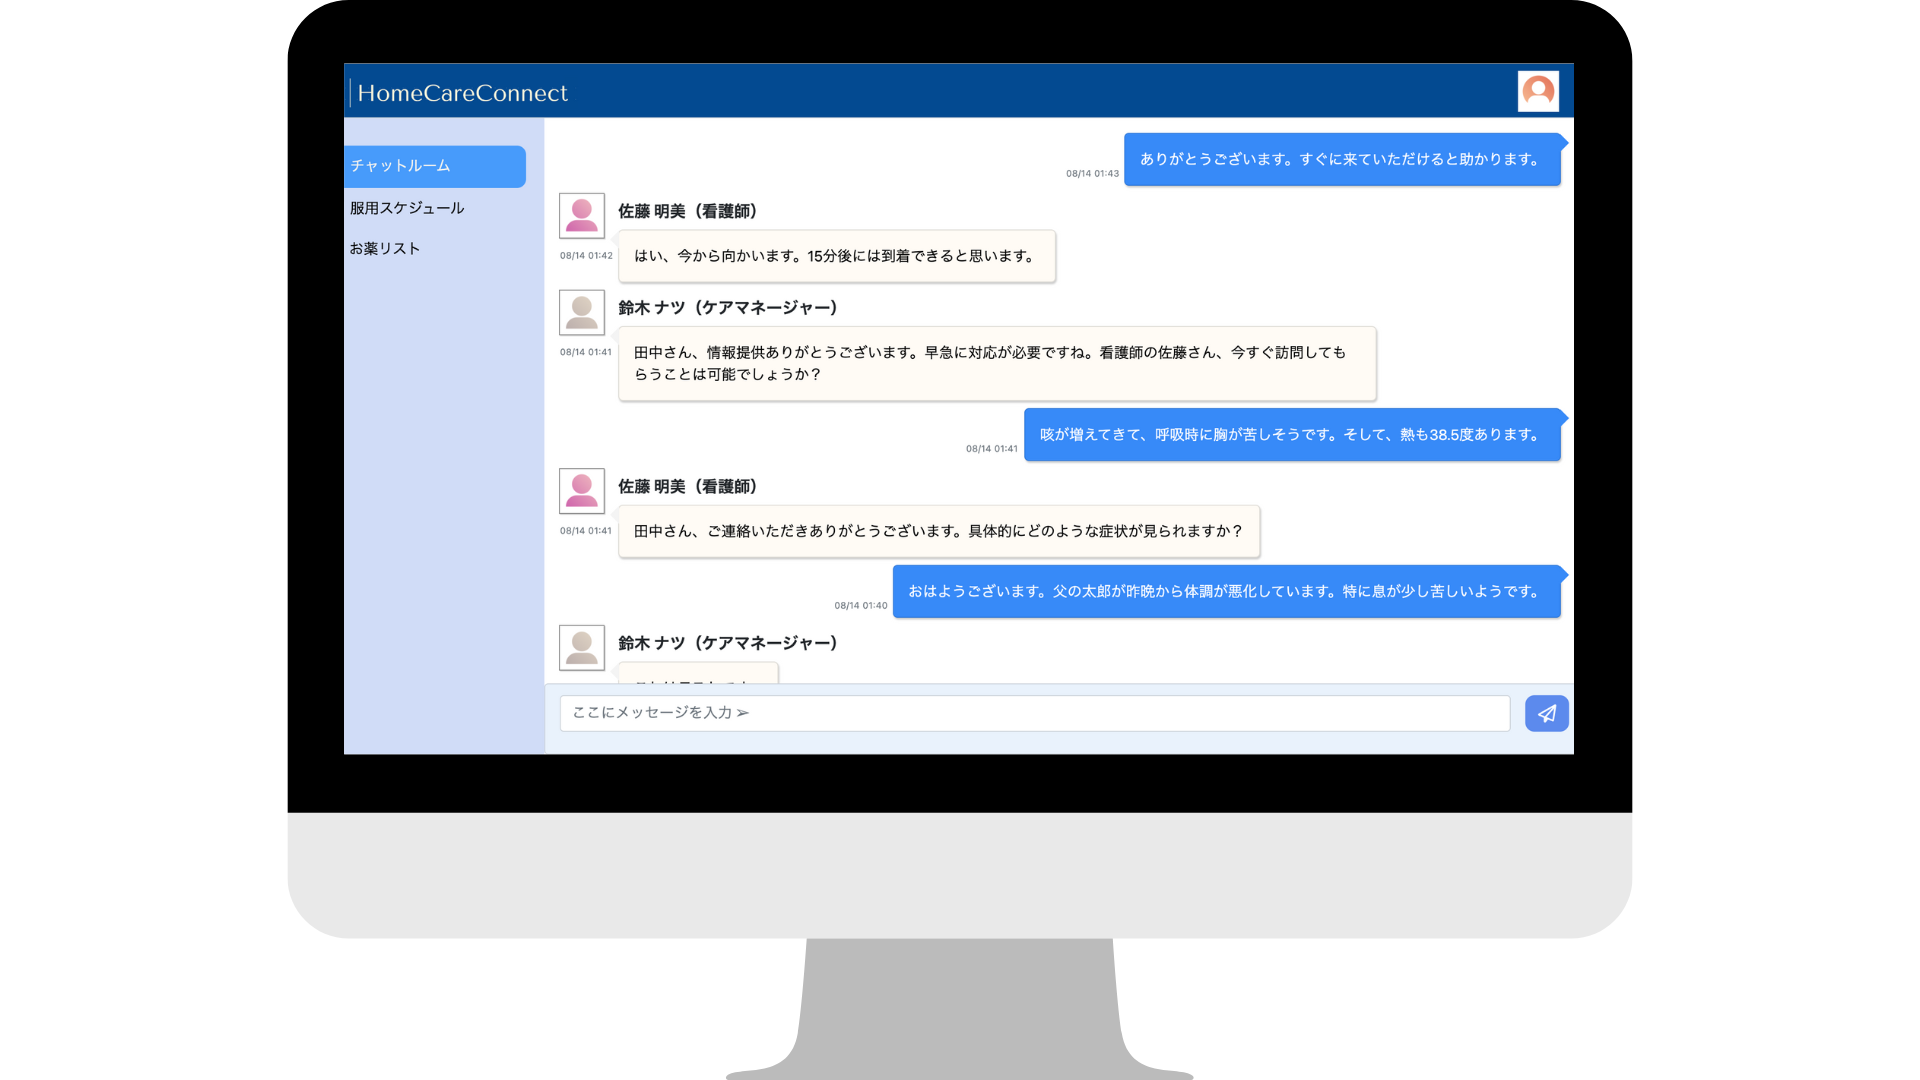 HomeCareConnect
チャットルーム
服用スケジュール
お薬リスト
ありがとうございます。すぐに来ていただけると助かります。
08/14 01:43
佐藤 明美（看護師）
はい、今から向かいます。15分後には到着できると思います。
08/14 01:42
鈴木 ナツ（ケアマネージャー）
田中さん、情報提供ありがとうございます。早急に対応が必要ですね。看護師の佐藤さん、今すぐ訪問しても
らうことは可能でしょうか？
08/14 01:41
咳が増えてきて、呼吸時に胸が苦しそうです。そして、熱も38.5度あります。
08/14 01:41
佐藤 明美（看護師）
田中さん、ご連絡いただきありがとうございます。具体的にどのような症状が見られますか？
08/14 01:41
おはようございます。父の太郎が昨晩から体調が悪化しています。特に息が少し苦しいようです。
08/14 01:40
鈴木 ナツ（ケアマネージャー）
ここにメッセージを入力 ➢